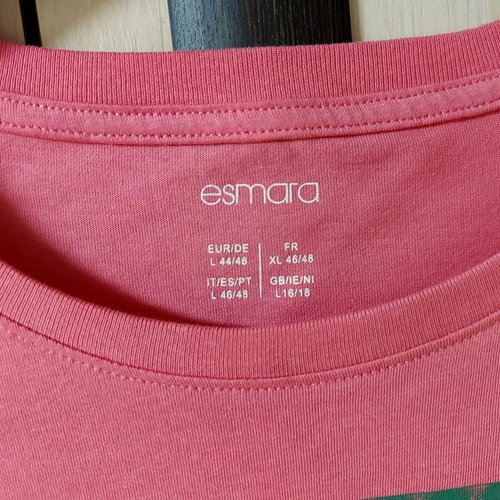 esmara
EUR/DE
L 44/46
FR
XL 46/48
IT/ES/PT
L 46/48
GB/IE/NI
L16/18